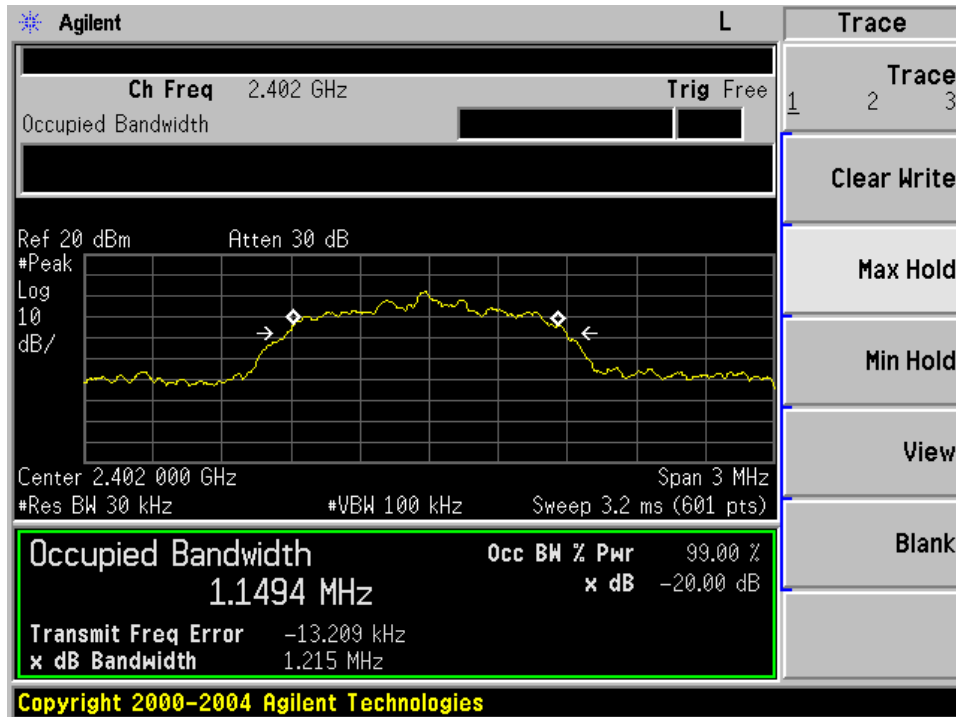 Agilent L Trace
Ch Freq 2.402 GHz Trig Free
Occupied Bandwidth
Trace
1 2 3
Clear Write
Max Hold
Min Hold
View
Blank
Ref 20 dBm Atten 30 dB
#Peak
Log
10
dB/
Center 2.402 000 GHz Span 3 MHz
#Res BW 30 kHz #VBW 100 kHz Sweep 3.2 ms (601 pts)
Occupied Bandwidth Occ BW % Pwr 99.00 %
1.1494 MHz x dB -20.00 dB
Transmit Freq Error -13.209 kHz
x dB Bandwidth 1.215 MHz
Copyright 2000-2004 Agilent Technologies